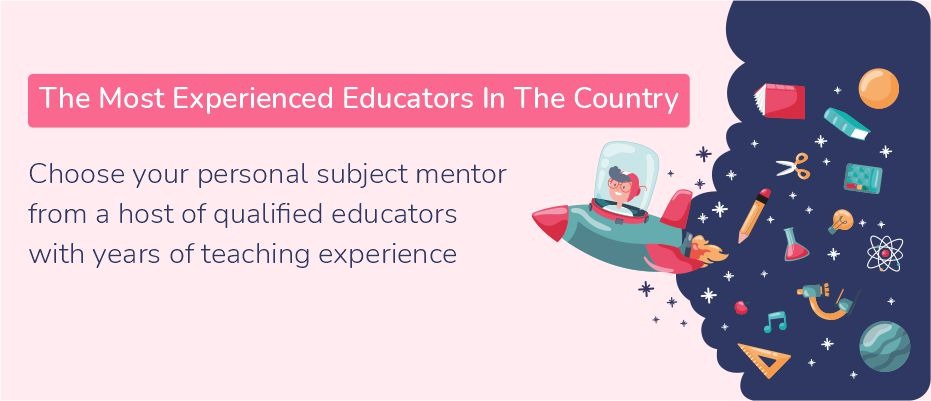 The Most Experienced Educators In The Country
Choose your personal subject mentor
from a host of qualified educators
with years of teaching experience